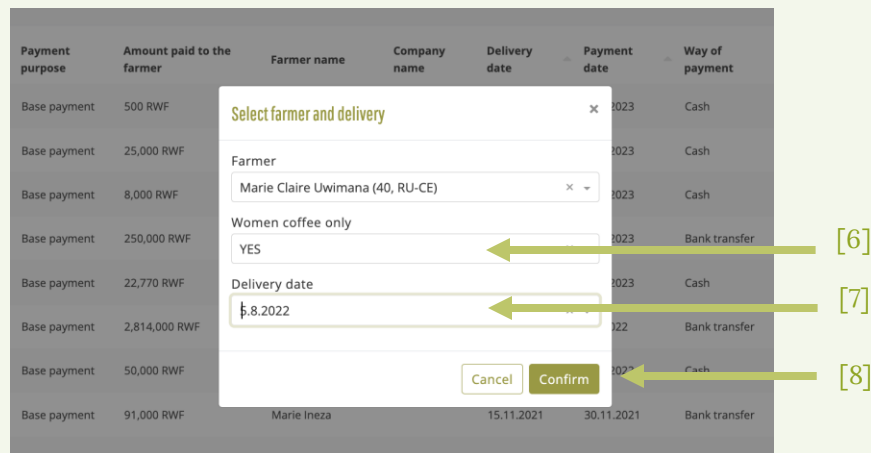 Payment purpose
Amount paid to the farmer
Farmer name
Company name
Delivery date
Payment date
Way of payment
Base payment 500 RWF 2023 Cash
Select farmer and delivery ×
Base payment 25,000 RWF 2023 Cash
Farmer
Base payment 8,000 RWF 2023 Cash
Marie Claire Uwimana (40, RU-CE) ×
Women coffee only
Base payment 250,000 RWF 2023 Bank transfer
YES
[6]
Base payment 22,770 RWF 2023 Cash
Delivery date
5.8.2022
[7]
Base payment 2,814,000 RWF 022 Bank transfer
Base payment 50,000 RWF Cash
Cancel Confirm
[8]
Base payment 91,000 RWF Marie Ineza 15.11.2021 30.11.2021 Bank transfer